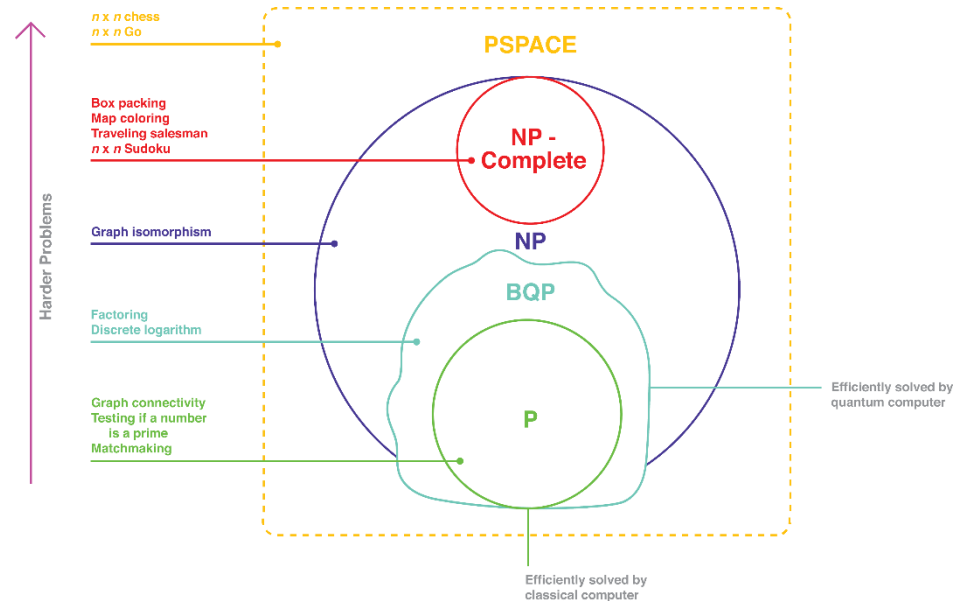 n x n chess
n x n Go
PSPACE
Box packing
Map coloring
Traveling salesman
n x n Sudoku
NP -
Complete
Graph isomorphism
NP
BQP
Harder Problems
Factoring
Discrete logarithm
Efficiently solved by
quantum computer
Graph connectivity
Testing if a number
is a prime
Matchmaking
P
Efficiently solved by
classical computer